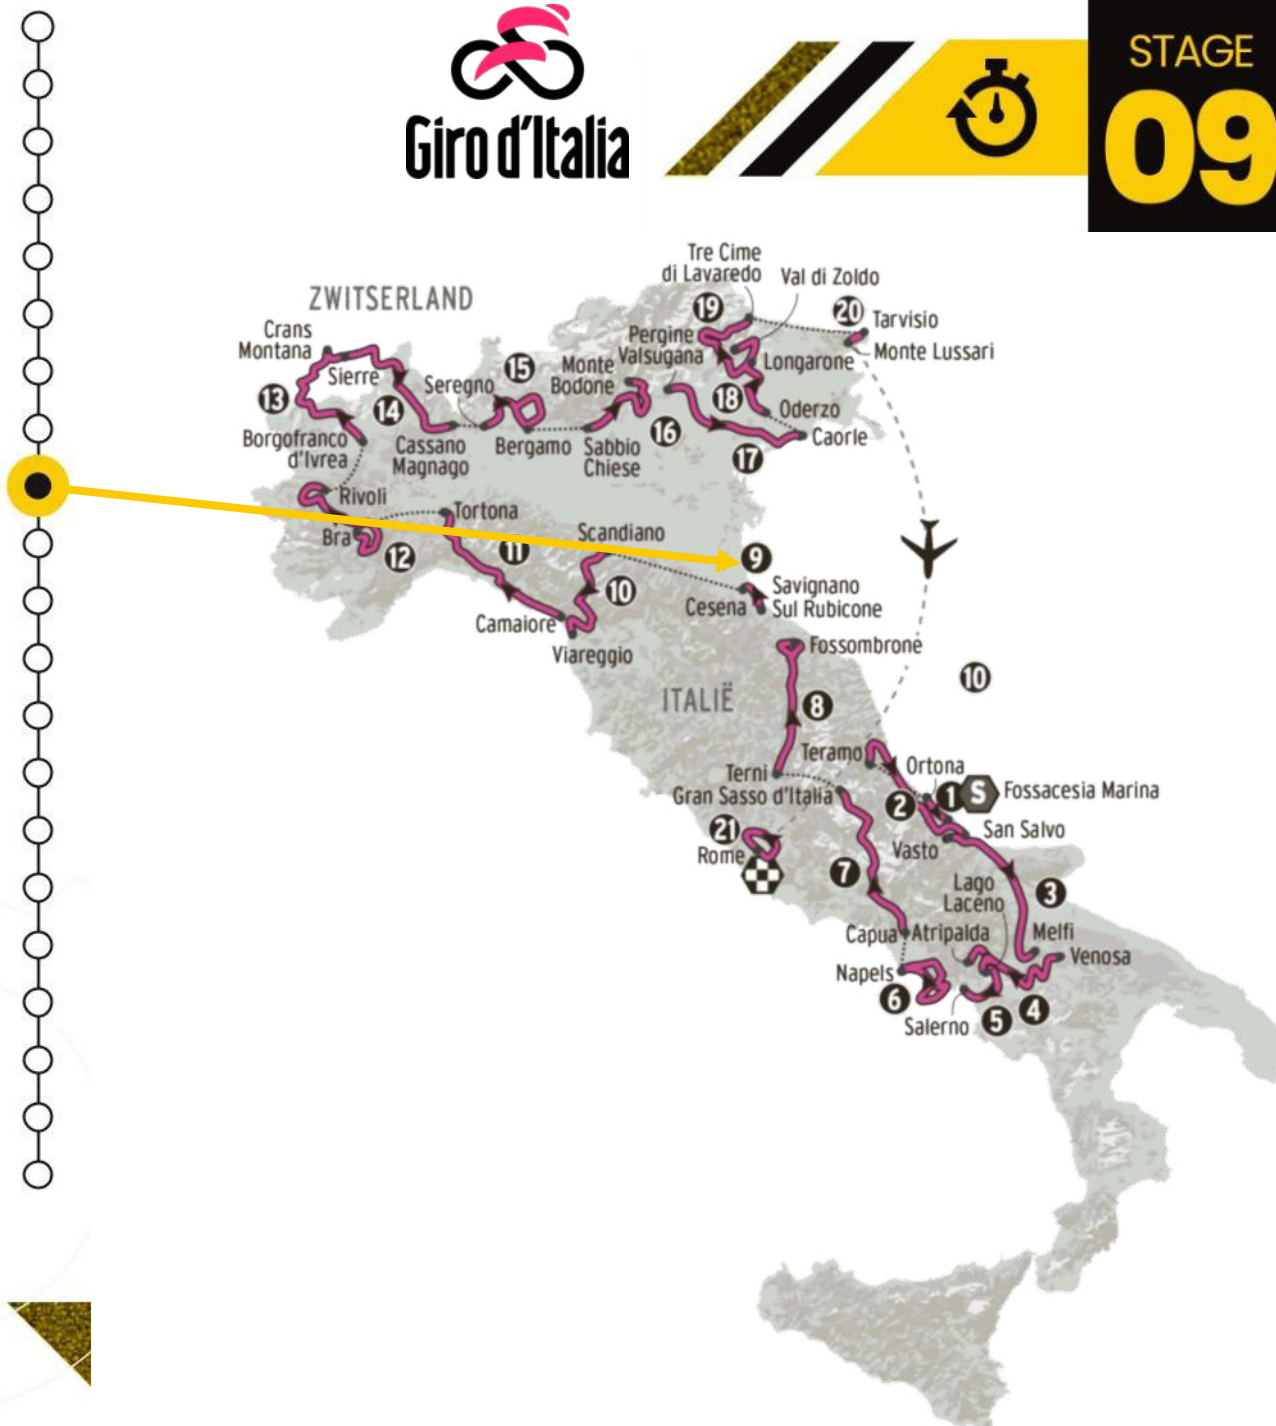 Giro d'Italia
STAGE
09
ZWITSERLAND
Tre Cime
di Lavaredo
Val di Zoldo
19
20
Tarvisio
Monte Lussari
Crans
Montana
Sierre
13
14
Seregno
15
Monte
Bodone
Pergine
Valsugana
Longarone
18
Oderzo
Caorle
16
17
Borgofranco
d'Ivrea
Cassano
Magnago
Bergamo
Sabbio
Chiese
Rivoli
Bra
12
Tortona
11
Scandiano
10
9
Savignano
Sul Rubicone
Cesena
Camaiore
Viareggio
Fossombrone
ITALIË
10
8
Teramo
Ortona
Terni
Gran Sasso d'Italia
2
1
S
Fossacesia Marina
San Salvo
Vasto
21
Rome
7
Lago
Laceno
3
Capua
Atripalda
Melfi
Venosa
Napels
6
Salerno
5
4